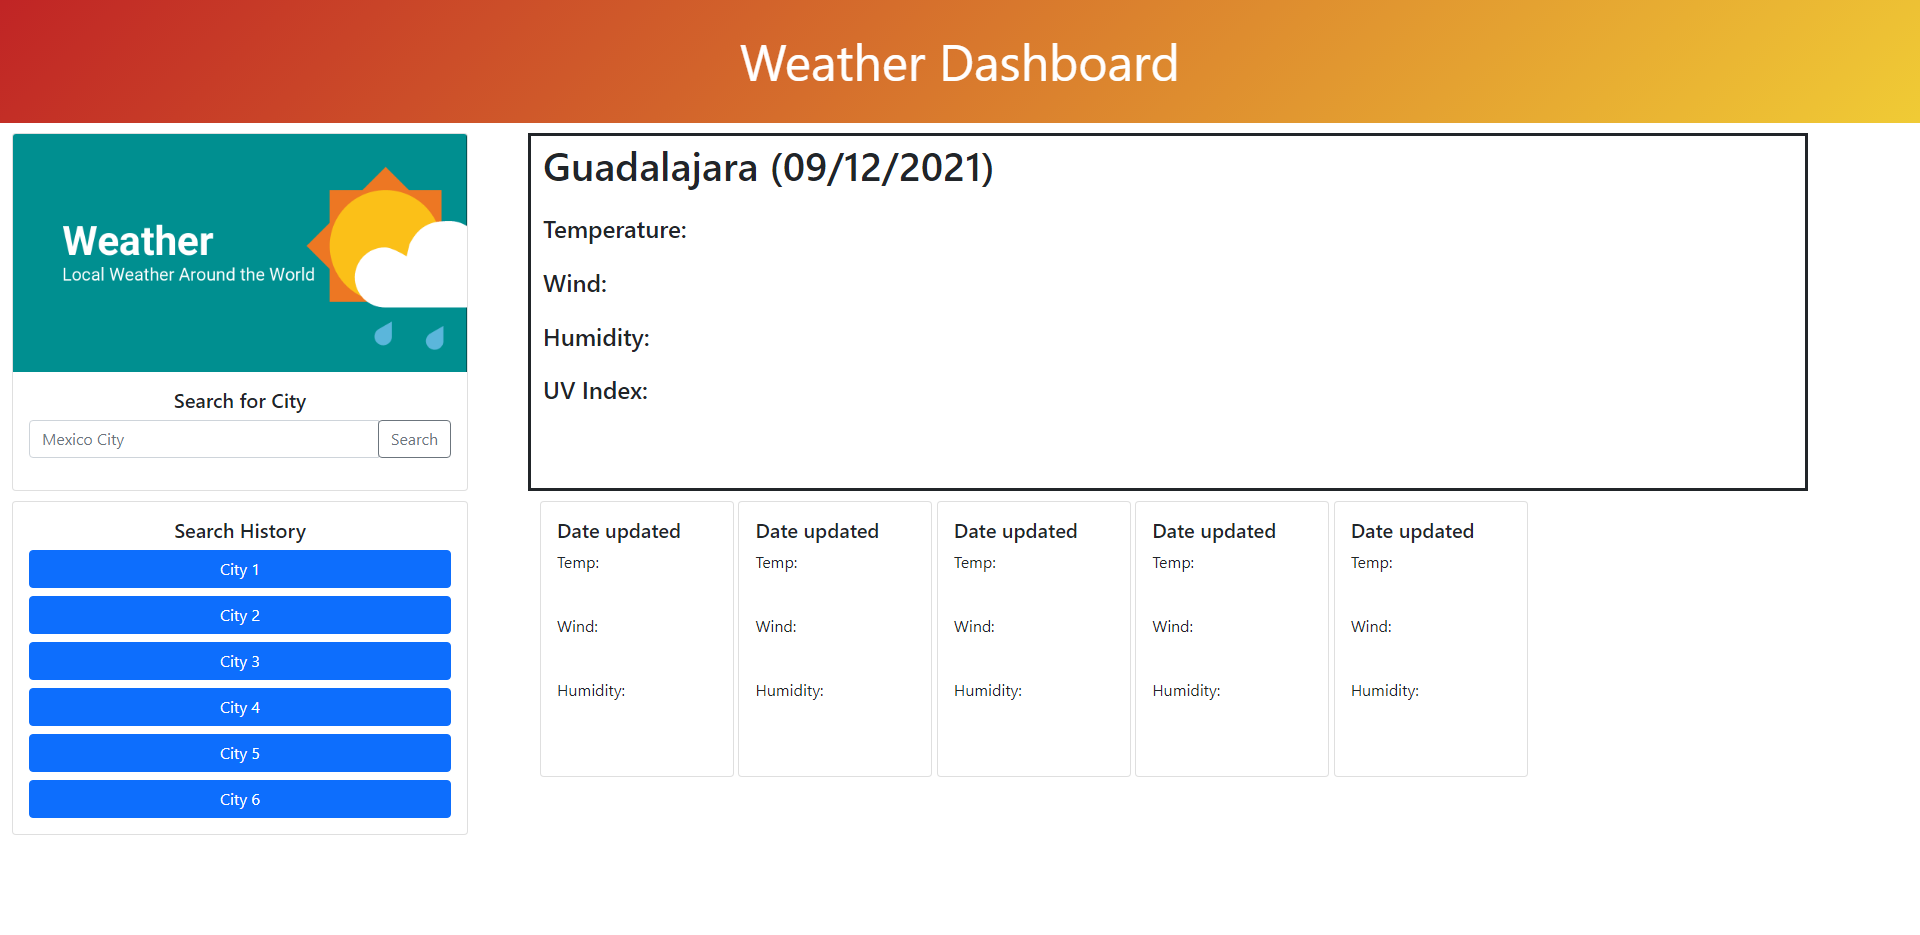 Weather Dashboard
Weather
Local Weather Around the World
Search for City
Mexico City Search
Search History
City 1
City 2
City 3
City 4
City 5
City 6
Guadalajara (09/12/2021)
Temperature:
Wind:
Humidity:
UV Index:
Date updated
Temp:
Wind:
Humidity:
Date updated
Temp:
Wind:
Humidity:
Date updated
Temp:
Wind:
Humidity:
Date updated
Temp:
Wind:
Humidity:
Date updated
Temp:
Wind:
Humidity: